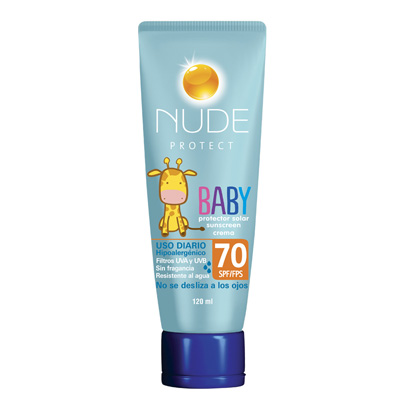 NUDE
PROTECT
BABY
protector solar
sunscreen
crema
USO DIARIO
Hipoalergénico
Filtros UVA y UVB
Sin fragancia
Resistente al agua
70
SPF/FPS
No se desliza a los ojos
120 ml